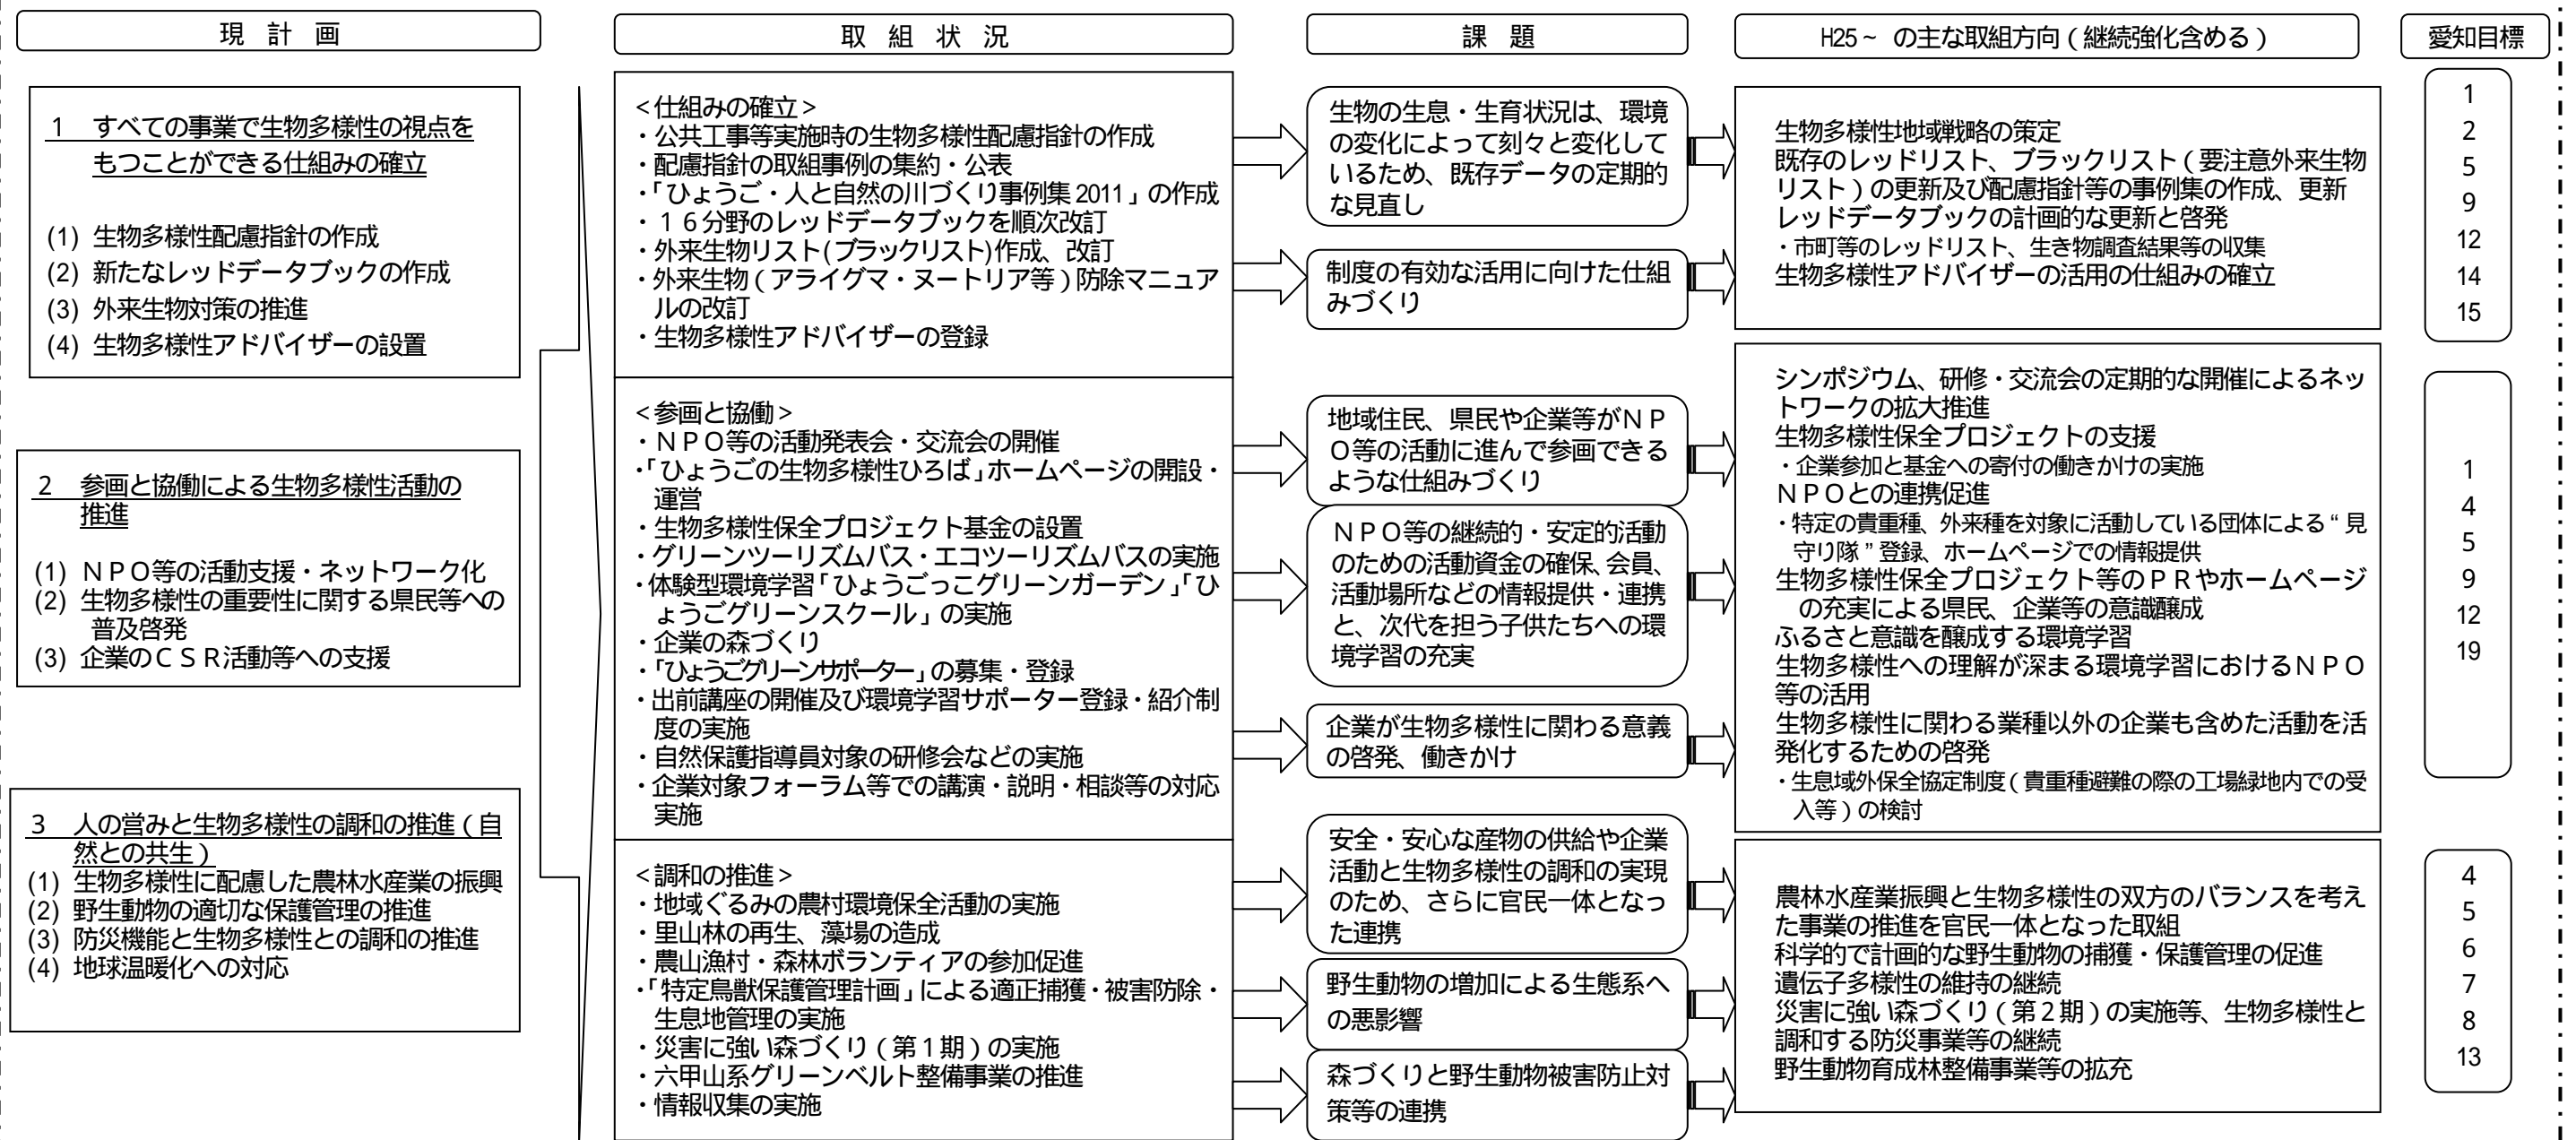 現 計 画
取 組 状 況
課 題
H25～ の主な取組方向（継続強化含める）
愛知目標
1 すべての事業で生物多様性の視点を
もつことができる仕組みの確立
(1) 生物多様性配慮指針の作成
(2) 新たなレッドデータブックの作成
(3) 外来生物対策の推進
(4) 生物多様性アドバイザーの設置
2 参画と協働による生物多様性活動の
推進
(1) ＮＰＯ等の活動支援・ネットワーク化
(2) 生物多様性の重要性に関する県民等への
普及啓発
(3) 企業のＣＳＲ活動等への支援
3 人の営みと生物多様性の調和の推進（自
然との共生）
(1) 生物多様性に配慮した農林水産業の振興
(2) 野生動物の適切な保護管理の推進
(3) 防災機能と生物多様性との調和の推進
(4) 地球温暖化への対応
＜仕組みの確立＞
・公共工事等実施時の生物多様性配慮指針の作成
・配慮指針の取組事例の集約・公表
・「ひょうご・人と自然の川づくり事例集 2011」の作成
・１６分野のレッドデータブックを順次改訂
・外来生物リスト(ブラックリスト)作成、改訂
・外来生物（アライグマ・ヌートリア等）防除マニュア
ルの改訂
・生物多様性アドバイザーの登録
＜参画と協働＞
・ＮＰＯ等の活動発表会・交流会の開催
・「ひょうごの生物多様性ひろば」ホームページの開設・
運営
・生物多様性保全プロジェクト基金の設置
・グリーンツーリズムバス・エコツーリズムバスの実施
・体験型環境学習「ひょうごっこグリーンガーデン」「ひ
ょうごグリーンスクール」の実施
・企業の森づくり
・「ひょうごグリーンサポーター」の募集・登録
・出前講座の開催及び環境学習サポーター登録・紹介制
度の実施
・自然保護指導員対象の研修会などの実施
・企業対象フォーラム等での講演・説明・相談等の対応
実施
＜調和の推進＞
・地域ぐるみの農村環境保全活動の実施
・里山林の再生、藻場の造成
・農山漁村・森林ボランティアの参加促進
・「特定鳥獣保護管理計画」による適正捕獲・被害防除・
生息地管理の実施
・災害に強い森づくり（第１期）の実施
・六甲山系グリーンベルト整備事業の推進
・情報収集の実施
生物の生息・生育状況は、環境
の変化によって刻々と変化して
いるため、既存データの定期的
な見直し
制度の有効な活用に向けた仕組
みづくり
地域住民、県民や企業等がＮＰ
Ｏ等の活動に進んで参画できる
ような仕組みづくり
ＮＰＯ等の継続的・安定的活動
のための活動資金の確保、会員、
活動場所などの情報提供・連携
と、次代を担う子供たちへの環
境学習の充実
企業が生物多様性に関わる意義
の啓発、働きかけ
安全・安心な産物の供給や企業
活動と生物多様性の調和の実現
のため、さらに官民一体となっ
た連携
野生動物の増加による生態系へ
の悪影響
森づくりと野生動物被害防止対
策等の連携
生物多様性地域戦略の策定
既存のレッドリスト、ブラックリスト（要注意外来生物
リスト）の更新及び配慮指針等の事例集の作成、更新
レッドデータブックの計画的な更新と啓発
・市町等のレッドリスト、生き物調査結果等の収集
生物多様性アドバイザーの活用の仕組みの確立
シンポジウム、研修・交流会の定期的な開催によるネッ
トワークの拡大推進
生物多様性保全プロジェクトの支援
・企業参加と基金への寄付の働きかけの実施
ＮＰＯとの連携促進
・特定の貴重種、外来種を対象に活動している団体による“見
守り隊”登録、ホームページでの情報提供
生物多様性保全プロジェクト等のＰＲやホームページ
の充実による県民、企業等の意識醸成
ふるさと意識を醸成する環境学習
生物多様性への理解が深まる環境学習におけるＮＰＯ
等の活用
生物多様性に関わる業種以外の企業も含めた活動を活
発化するための啓発
・生息域外保全協定制度（貴重種避難の際の工場緑地内での受
入等）の検討
農林水産業振興と生物多様性の双方のバランスを考え
た事業の推進を官民一体となった取組
科学的で計画的な野生動物の捕獲・保護管理の促進
遺伝子多様性の維持の継続
災害に強い森づくり（第２期）の実施等、生物多様性と
調和する防災事業等の継続
野生動物育成林整備事業等の拡充
1
2
5
9
12
14
15
1
4
5
9
12
19
4
5
6
7
8
13